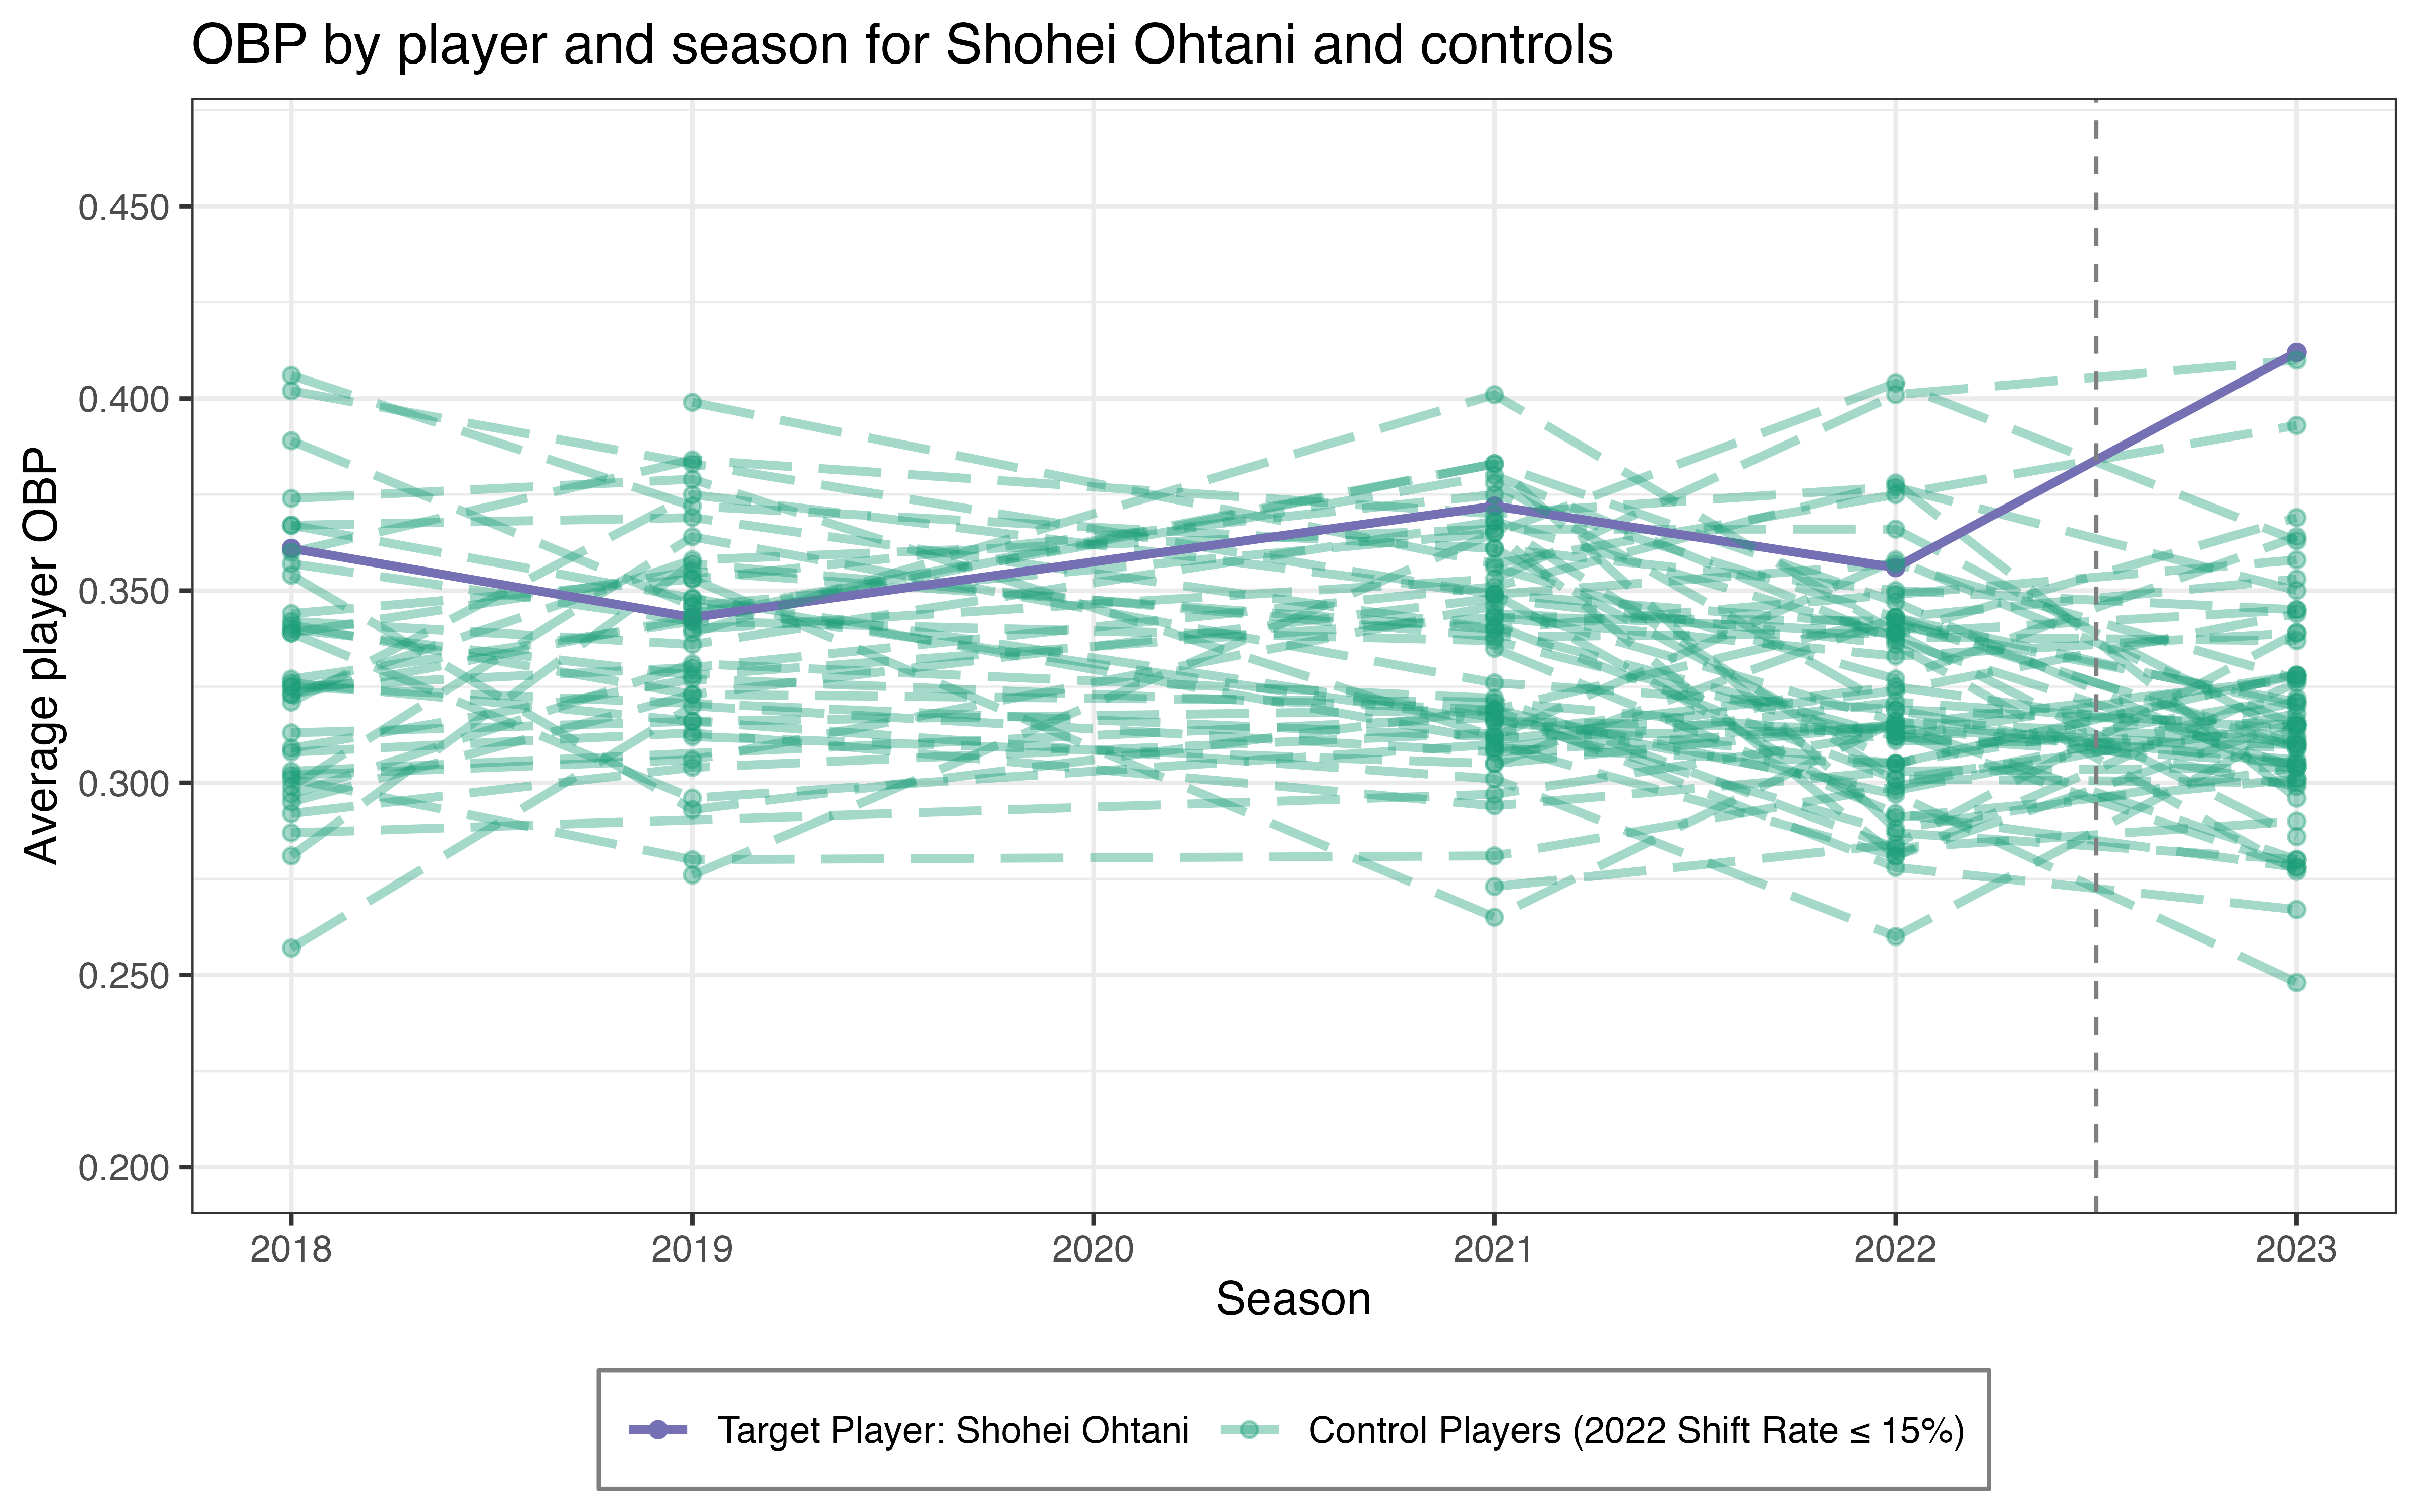 OBP by player and season for Shohei Ohtani and controls
Average player OBP
0.450
0.400
0.350
0.300
0.250
0.200
2018 2019 2020 2021 2022 2023
Season
Target Player: Shohei Ohtani Control Players (2022 Shift Rate ≤ 15%)